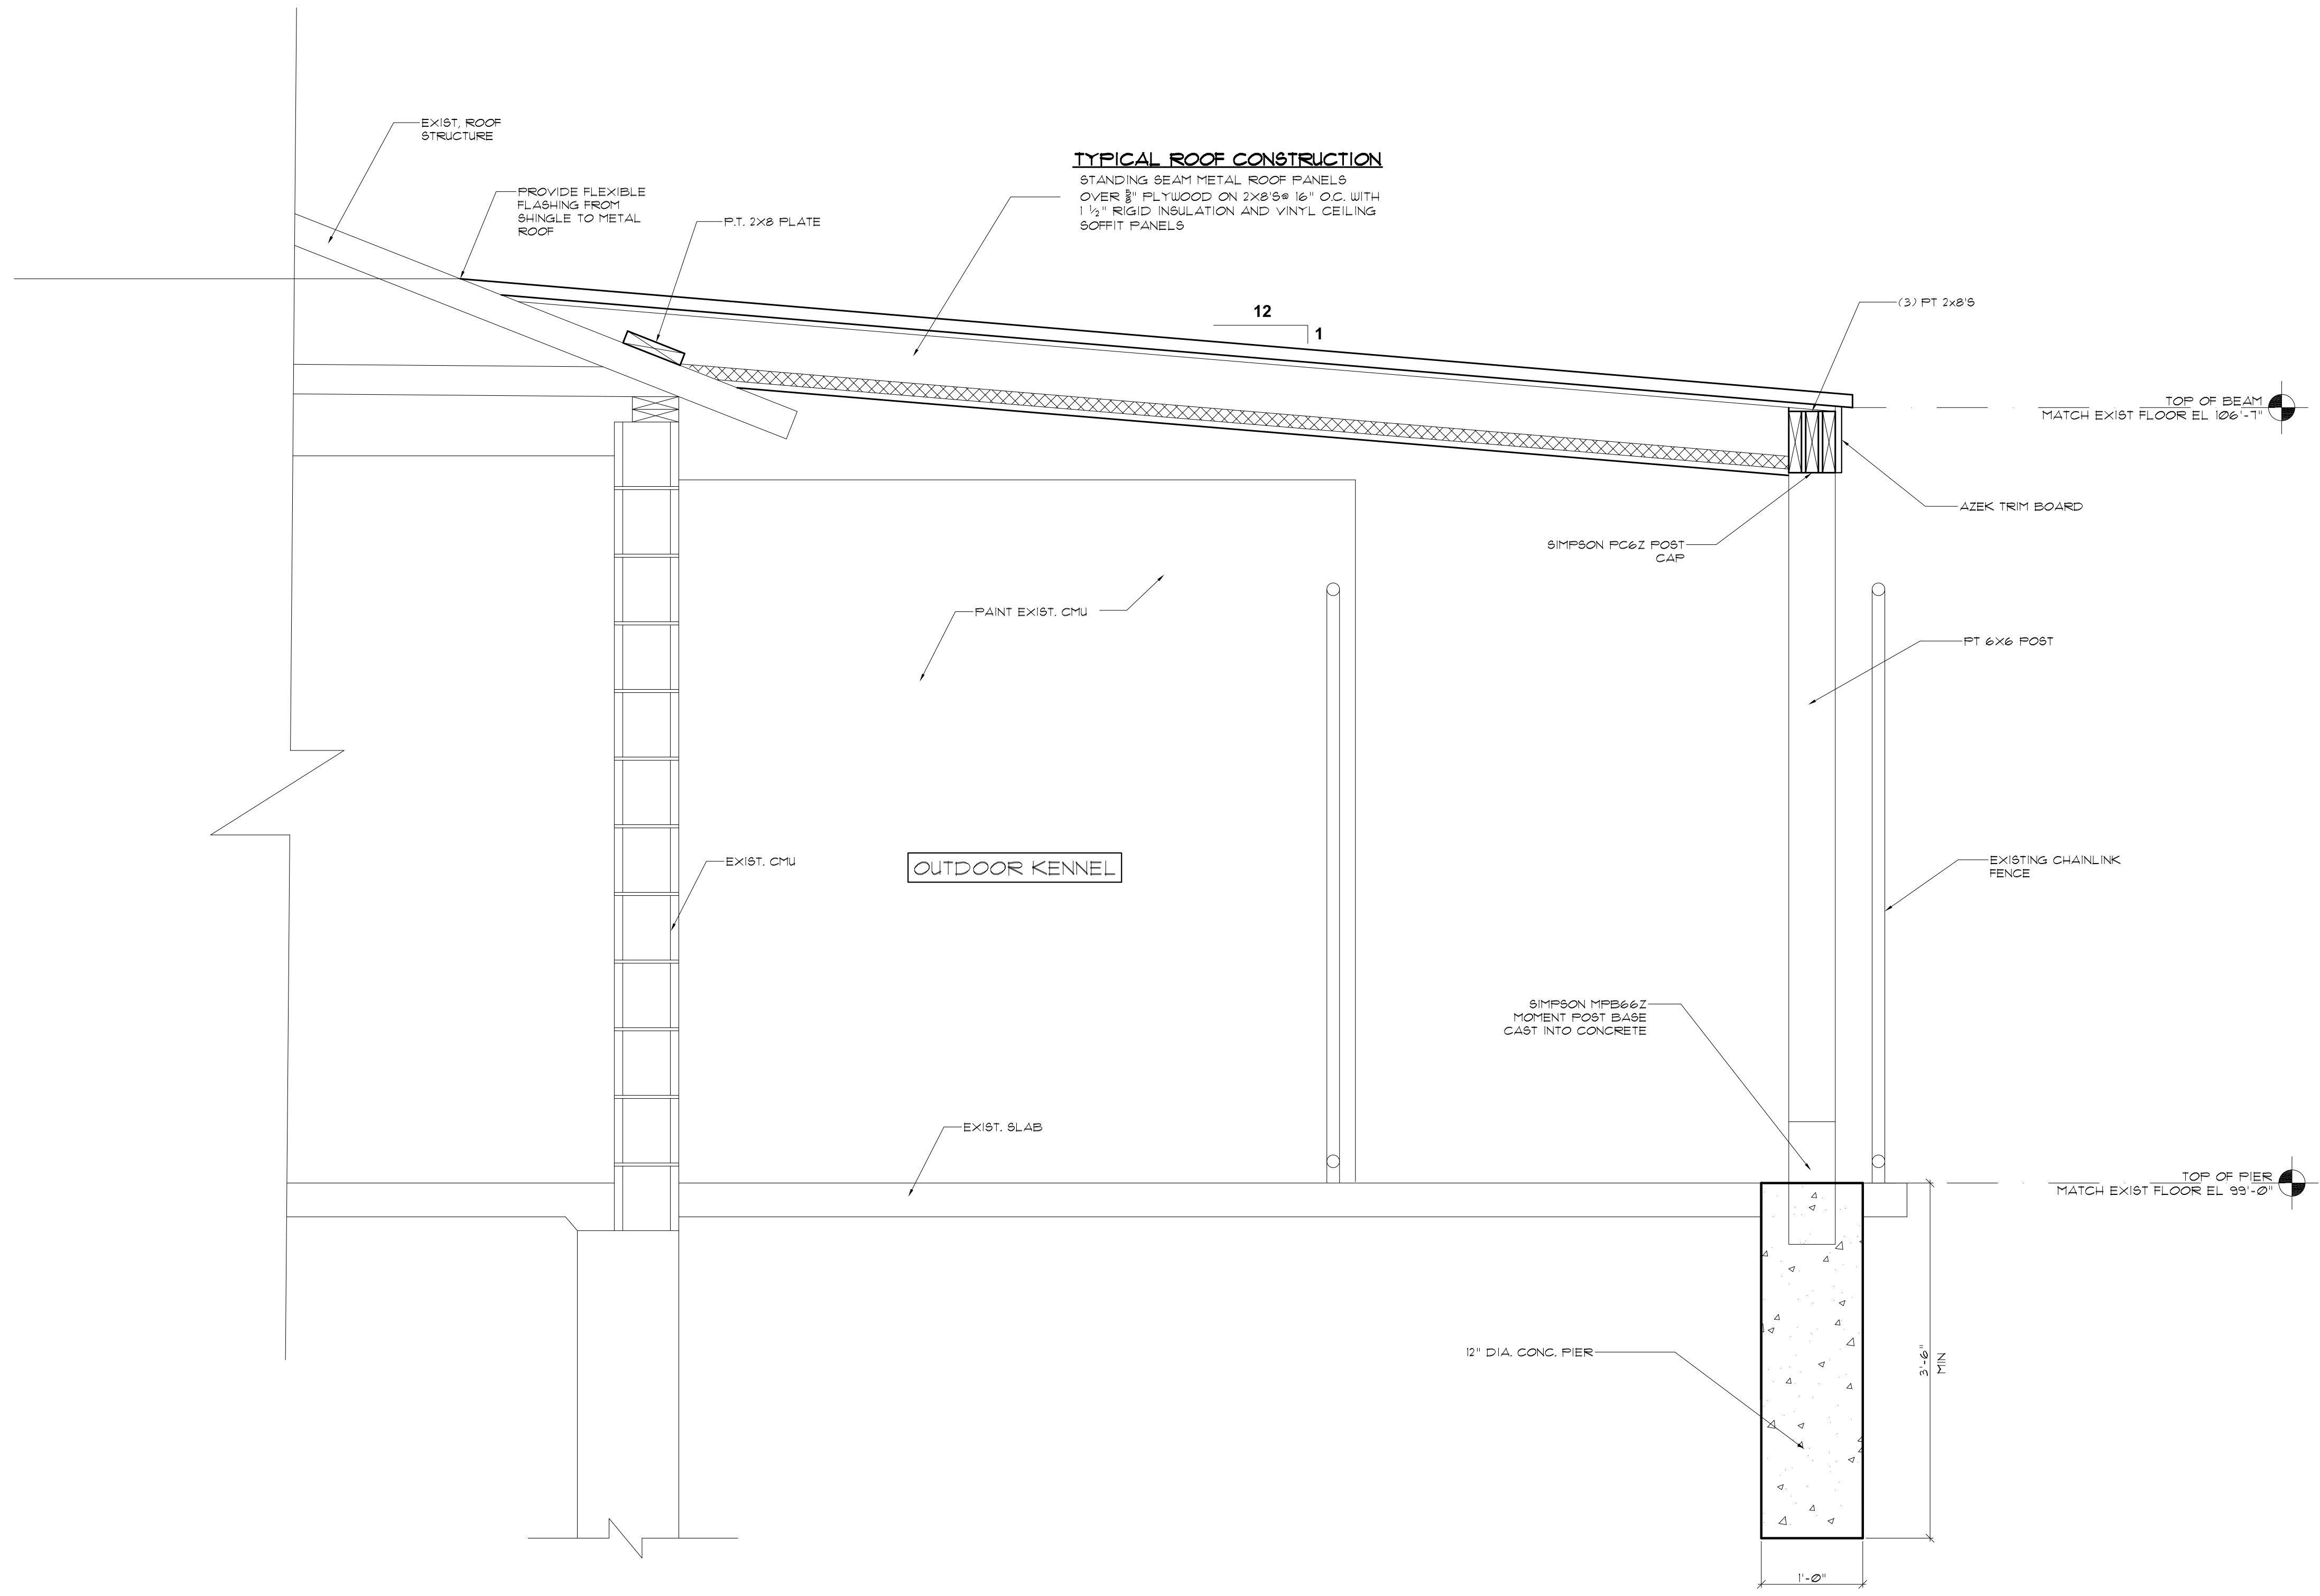 EXIST, ROOF
STRUCTURE
PROVIDE FLEXIBLE
FLASHING FROM
SHINGLE TO METAL
ROOF
P.T. 2X8 PLATE
TYPICAL ROOF CONSTRUCTION
STANDING SEAM METAL ROOF PANELS
OVER 5/8" PLYWOOD ON 2X8'S@ 16" O.C. WITH
1 1/2" RIGID INSULATION AND VINYL CEILING
SOFFIT PANELS
12
1
(3) PT 2x8'S
TOP OF BEAM
MATCH EXIST FLOOR EL 106'-7"
AZEK TRIM BOARD
SIMPSON PC6Z POST
CAP
PAINT EXIST. CMU
PT 6X6 POST
EXIST. CMU
OUTDOOR KENNEL
EXISTING CHAINLINK
FENCE
SIMPSON MPB66Z
MOMENT POST BASE
CAST INTO CONCRETE
EXIST. SLAB
TOP OF PIER
MATCH EXIST FLOOR EL 99'-0"
12" DIA. CONC. PIER
3'-6"
MIN
1'-0"